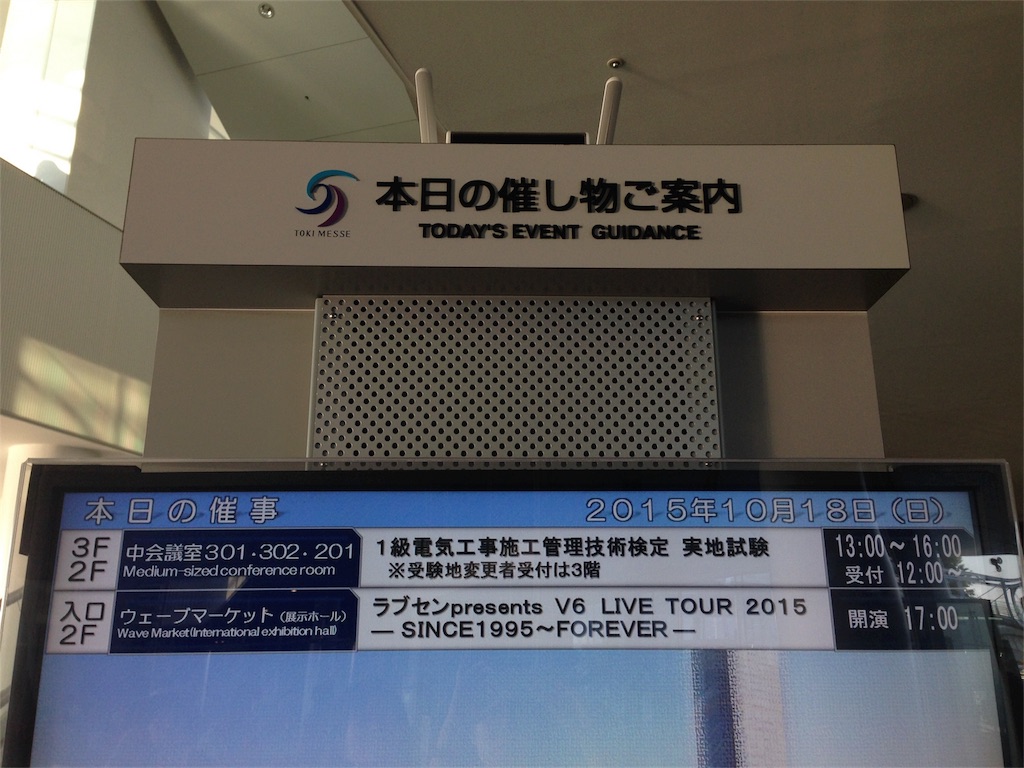 TOKI MESSE
本日の催し物ご案内
TODAY'S EVENT GUIDANCE
本日の催事 2015年10月18日(日)
3F 2F
中会議室301・302・201
Medium-sized conference room
1級電気工事施工管理技術検定 実地試験
※受験地変更者受付は3階
13:00～16:00
受付 12:00～
入口 2F
ウェーブマーケット(展示ホール)
Wave Market(International exhibition hall)
ラブセンpresents V6 LIVE TOUR 2015
― SINCE1995～FOREVER ―
開演 17:00